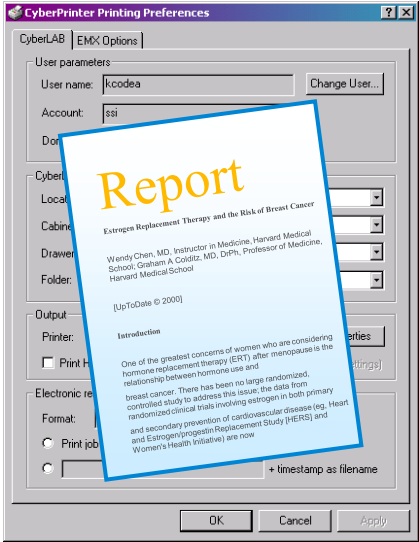 CyberPrinter Printing Preferences
CyberLAB
EMX Options
User parameters
User name:
kcodea
Change User...
Account:
ssi
Report
Estrogen Replacement Therapy and the Risk of Breast Cancer
WendyChen, MD, Instructor in Medicine, Harvard Medical
School; Graham A Colditz, MD, DrPh, Professor of Medicine,
Harvard Medical School
[UpToDate © 2000]
Introduction
One of the greatest concerns of women who are considering
hormone replacement therapy (ERT) after menopause is the
relationship between hormone use and
breast cancer. There has been no large randomized,
controlled study to address this issue; the data from
randomized clinical trials involving estrogen in both primary
and secondary prevention of cardiovascular disease (eg, Heart
and Estrogen/progestin Replacement Study [HERS] and
Women's Health Initiative) are now
Drawer
Folder:
Output
Printer:
Print H
Electronic re
Format:
Print job
+ timestamp as filename
OK
Cancel
Apply